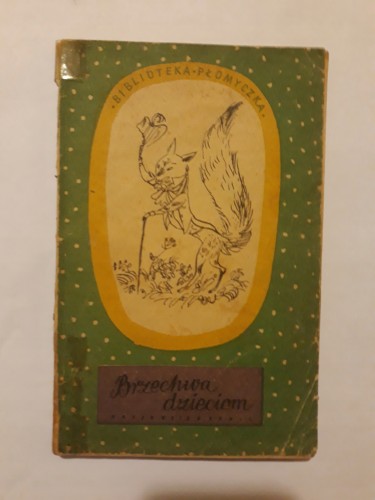 • BIBLIOTEKA-PŁOMYCZKA •
Brzechwa
dzieciom